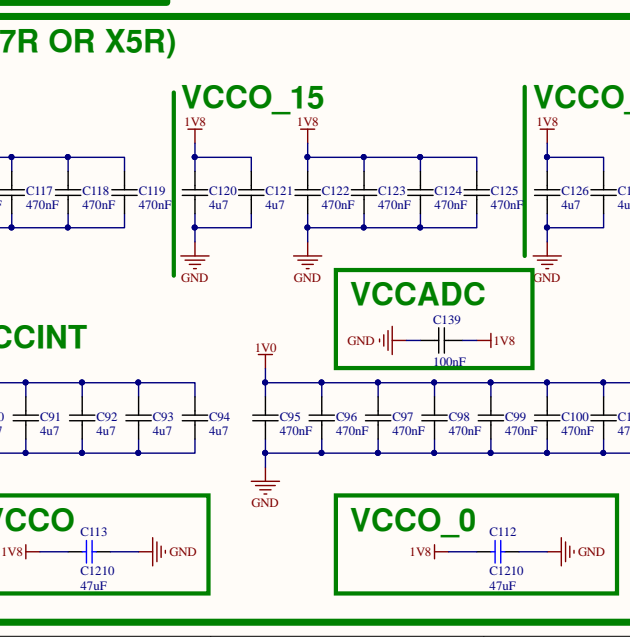 7R OR X5R)
VCCO_15
VCCO_
1V8
1V8
1V8
C117
C118
C119
C120
C121
C122
C123
C124
C125
C126
470nF
470nF
470nF
4u7
4u7
470nF
470nF
470nF
470nF
4u7
4u
GND
GND
GND
VCCADC
C139
GND
1V8
100nF
CCINT
1V0
C91
C92
C93
C94
C95
C96
C97
C98
C99
C100
4u7
4u7
4u7
4u7
470nF
470nF
470nF
470nF
470nF
470nF
GND
VCCO
C113
1V8
GND
C1210
47uF
VCCO_0
C112
1V8
GND
C1210
47uF